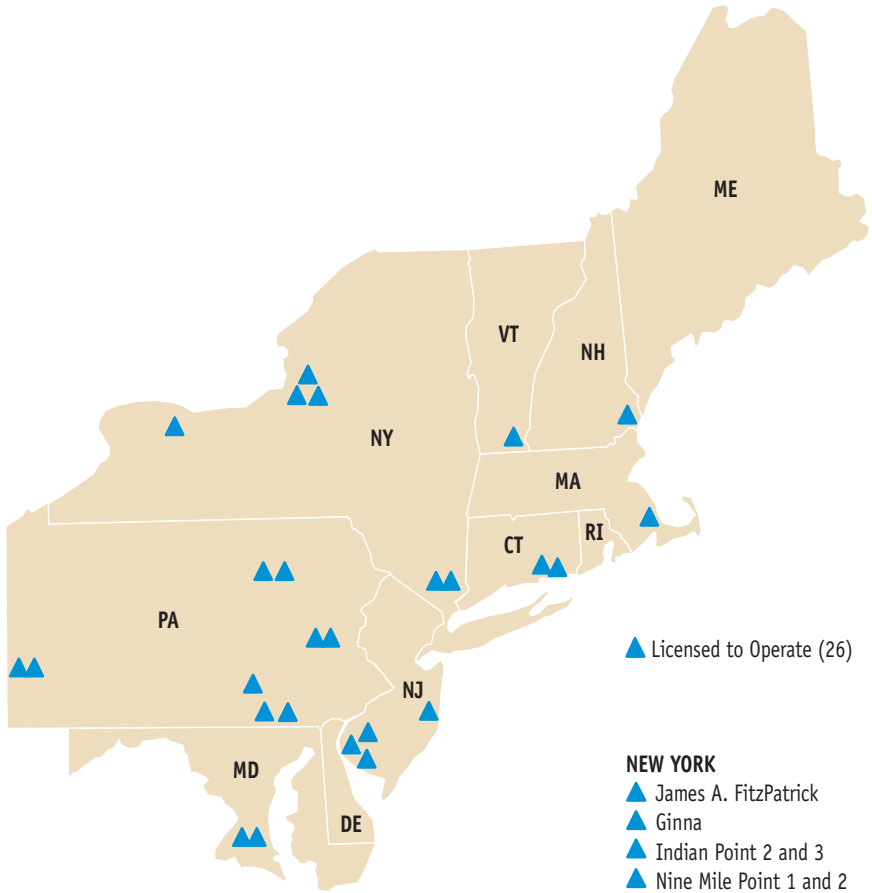 ME
VT
NH
NY
MA
CT
RI
PA
Licensed to Operate (26)
NJ
MD
NEW YORK
James A. FitzPatrick
Ginna
DE
Indian Point 2 and 3
Nine Mile Point 1 and 2